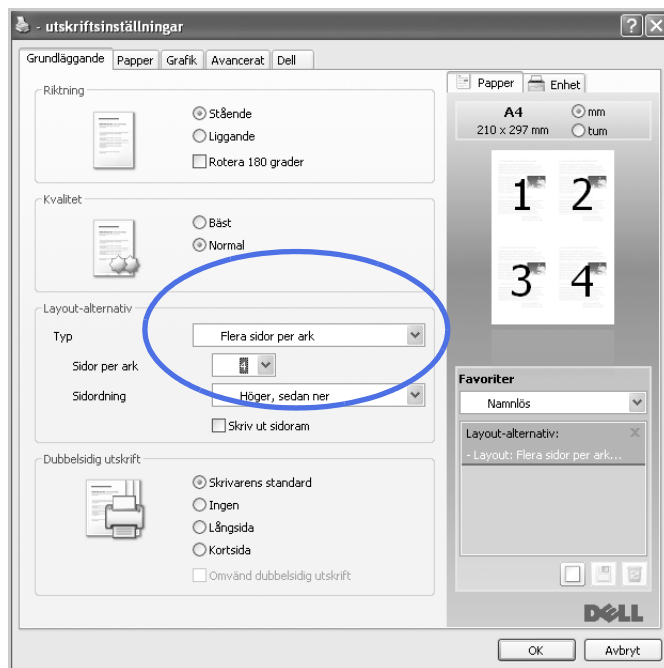 - utskriftsinställningar
Grundläggande Papper Grafik Avancerat Dell
Riktning
Stående
Liggande
Rotera 180 grader
Kvalitet
Bäst
Normal
Layout-alternativ
Typ Flera sidor per ark
Sidor per ark
Sidordning Höger, sedan ner
Skriv ut sidoram
Dubbelsidig utskrift
Skrivarens standard
Ingen
Långsida
Kortsida
Omvänd dubbelsidig utskrift
Papper Enhet
A4 mm
210 x 297 mm tum
1 2
3 4
Favoriter
Namnlös
Layout-alternativ:
- Layout: Flera sidor per ark...
DELL
OK Avbryt